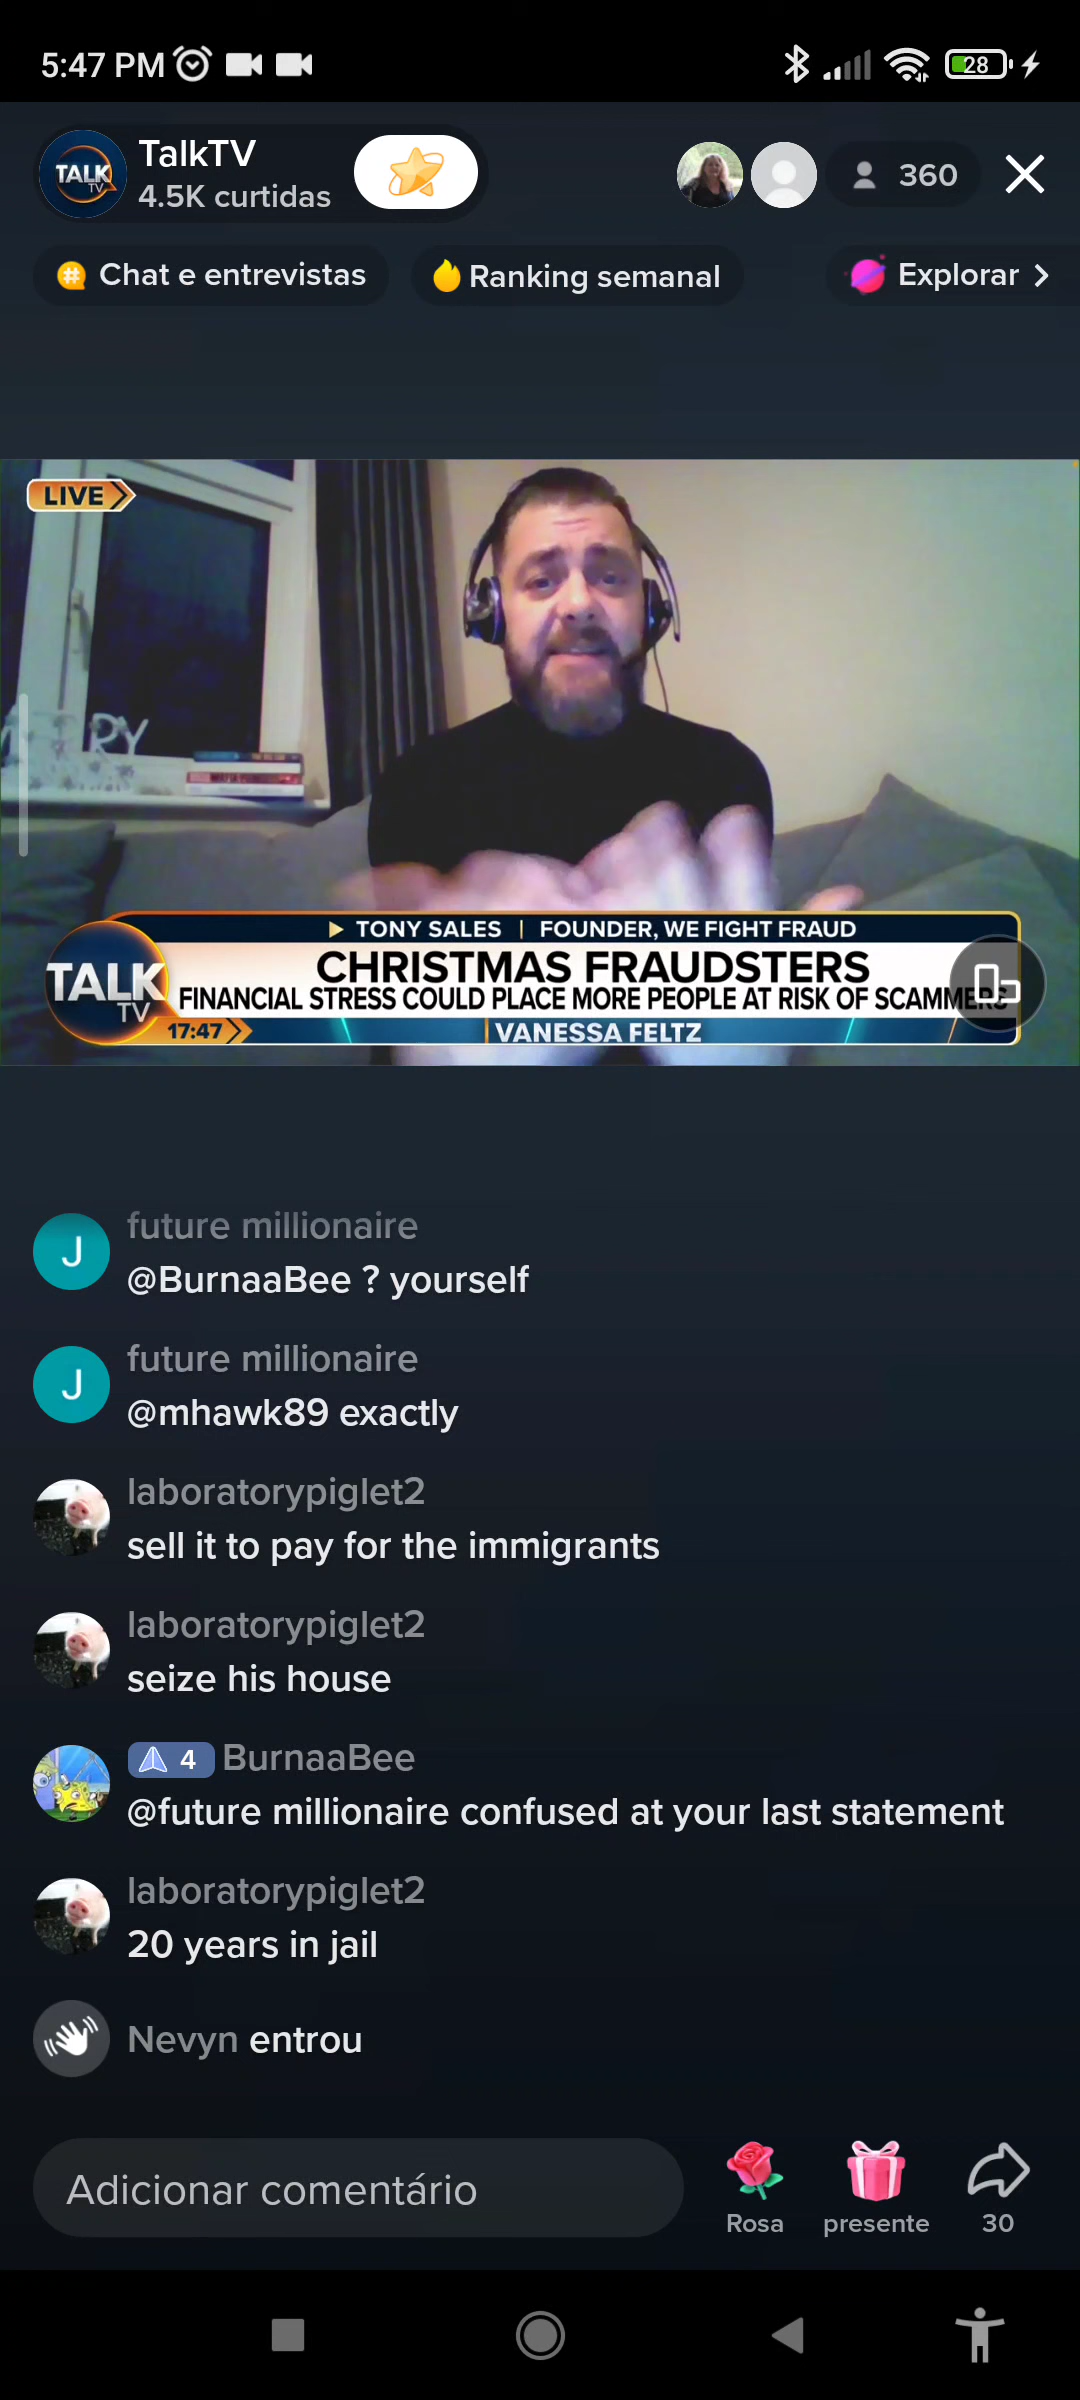 5:47 PM
28
TALK
TV
TalkTV
4.5K curtidas
360
Chat e entrevistas
Ranking semanal
Explorar
LIVE
RY
TONY SALES | FOUNDER, WE FIGHT FRAUD
CHRISTMAS FRAUDSTERS
FINANCIAL STRESS COULD PLACE MORE PEOPLE AT RISK OF SCAMMERS
TALK
TV
17:47
VANESSA FELTZ
J
future millionaire
@BurnaaBee ? yourself
J
future millionaire
@mhawk89 exactly
laboratorypiglet2
sell it to pay for the immigrants
laboratorypiglet2
seize his house
4 BurnaaBee
@future millionaire confused at your last statement
laboratorypiglet2
20 years in jail
Nevyn entrou
Adicionar comentário
Rosa
presente
30